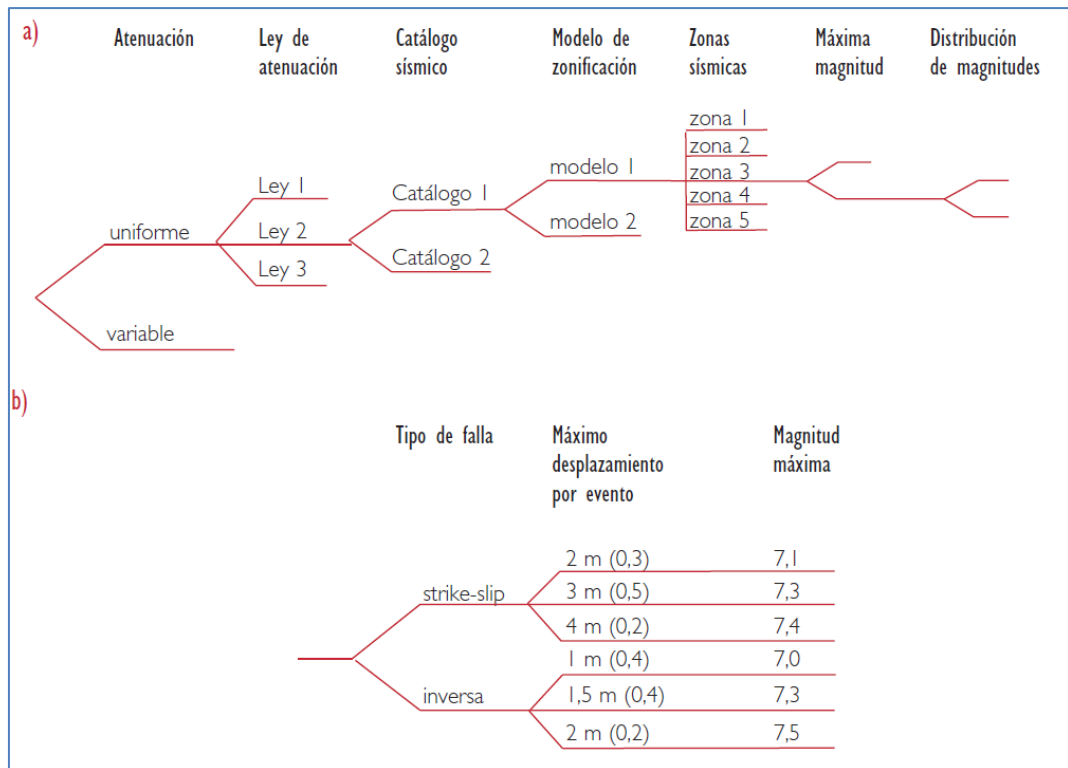 a)
Atenuación
Ley de
atenuación
Catálogo
sísmico
Modelo de
zonificación
Zonas
sísmicas
Máxima
magnitud
Distribución
de magnitudes
uniforme
variable
Ley 1
Ley 2
Ley 3
Catálogo 1
Catálogo 2
modelo 1
modelo 2
zona 1
zona 2
zona 3
zona 4
zona 5
b)
Tipo de falla
Máximo
desplazamiento
por evento
Magnitud
máxima
strike-slip
2 m (0,3) 7,1
3 m (0,5) 7,3
4 m (0,2) 7,4
inversa
1 m (0,4) 7,0
1,5 m (0,4) 7,3
2 m (0,2) 7,5